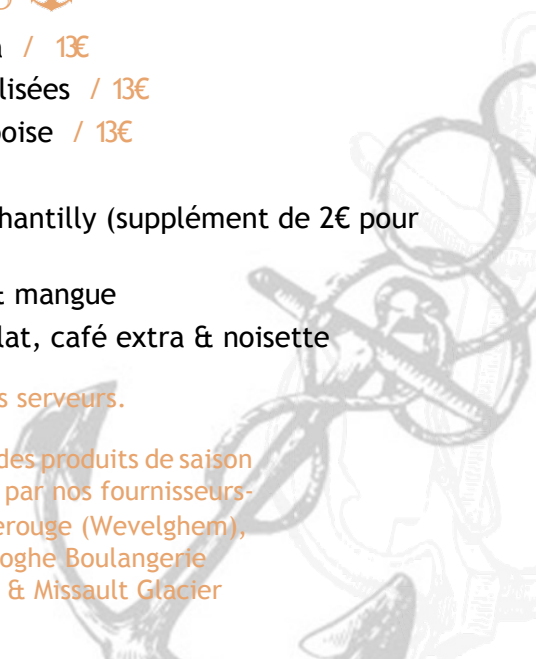 / 13€
lisées / 13€
oise / 13€
hantilly (supplément de 2€ pour
& mangue
lat, café extra & noisette
s serveurs.
des produits de saison
par nos fournisseurs-
erouge (Wevelghem),
oghe Boulangerie
& Missault Glacier